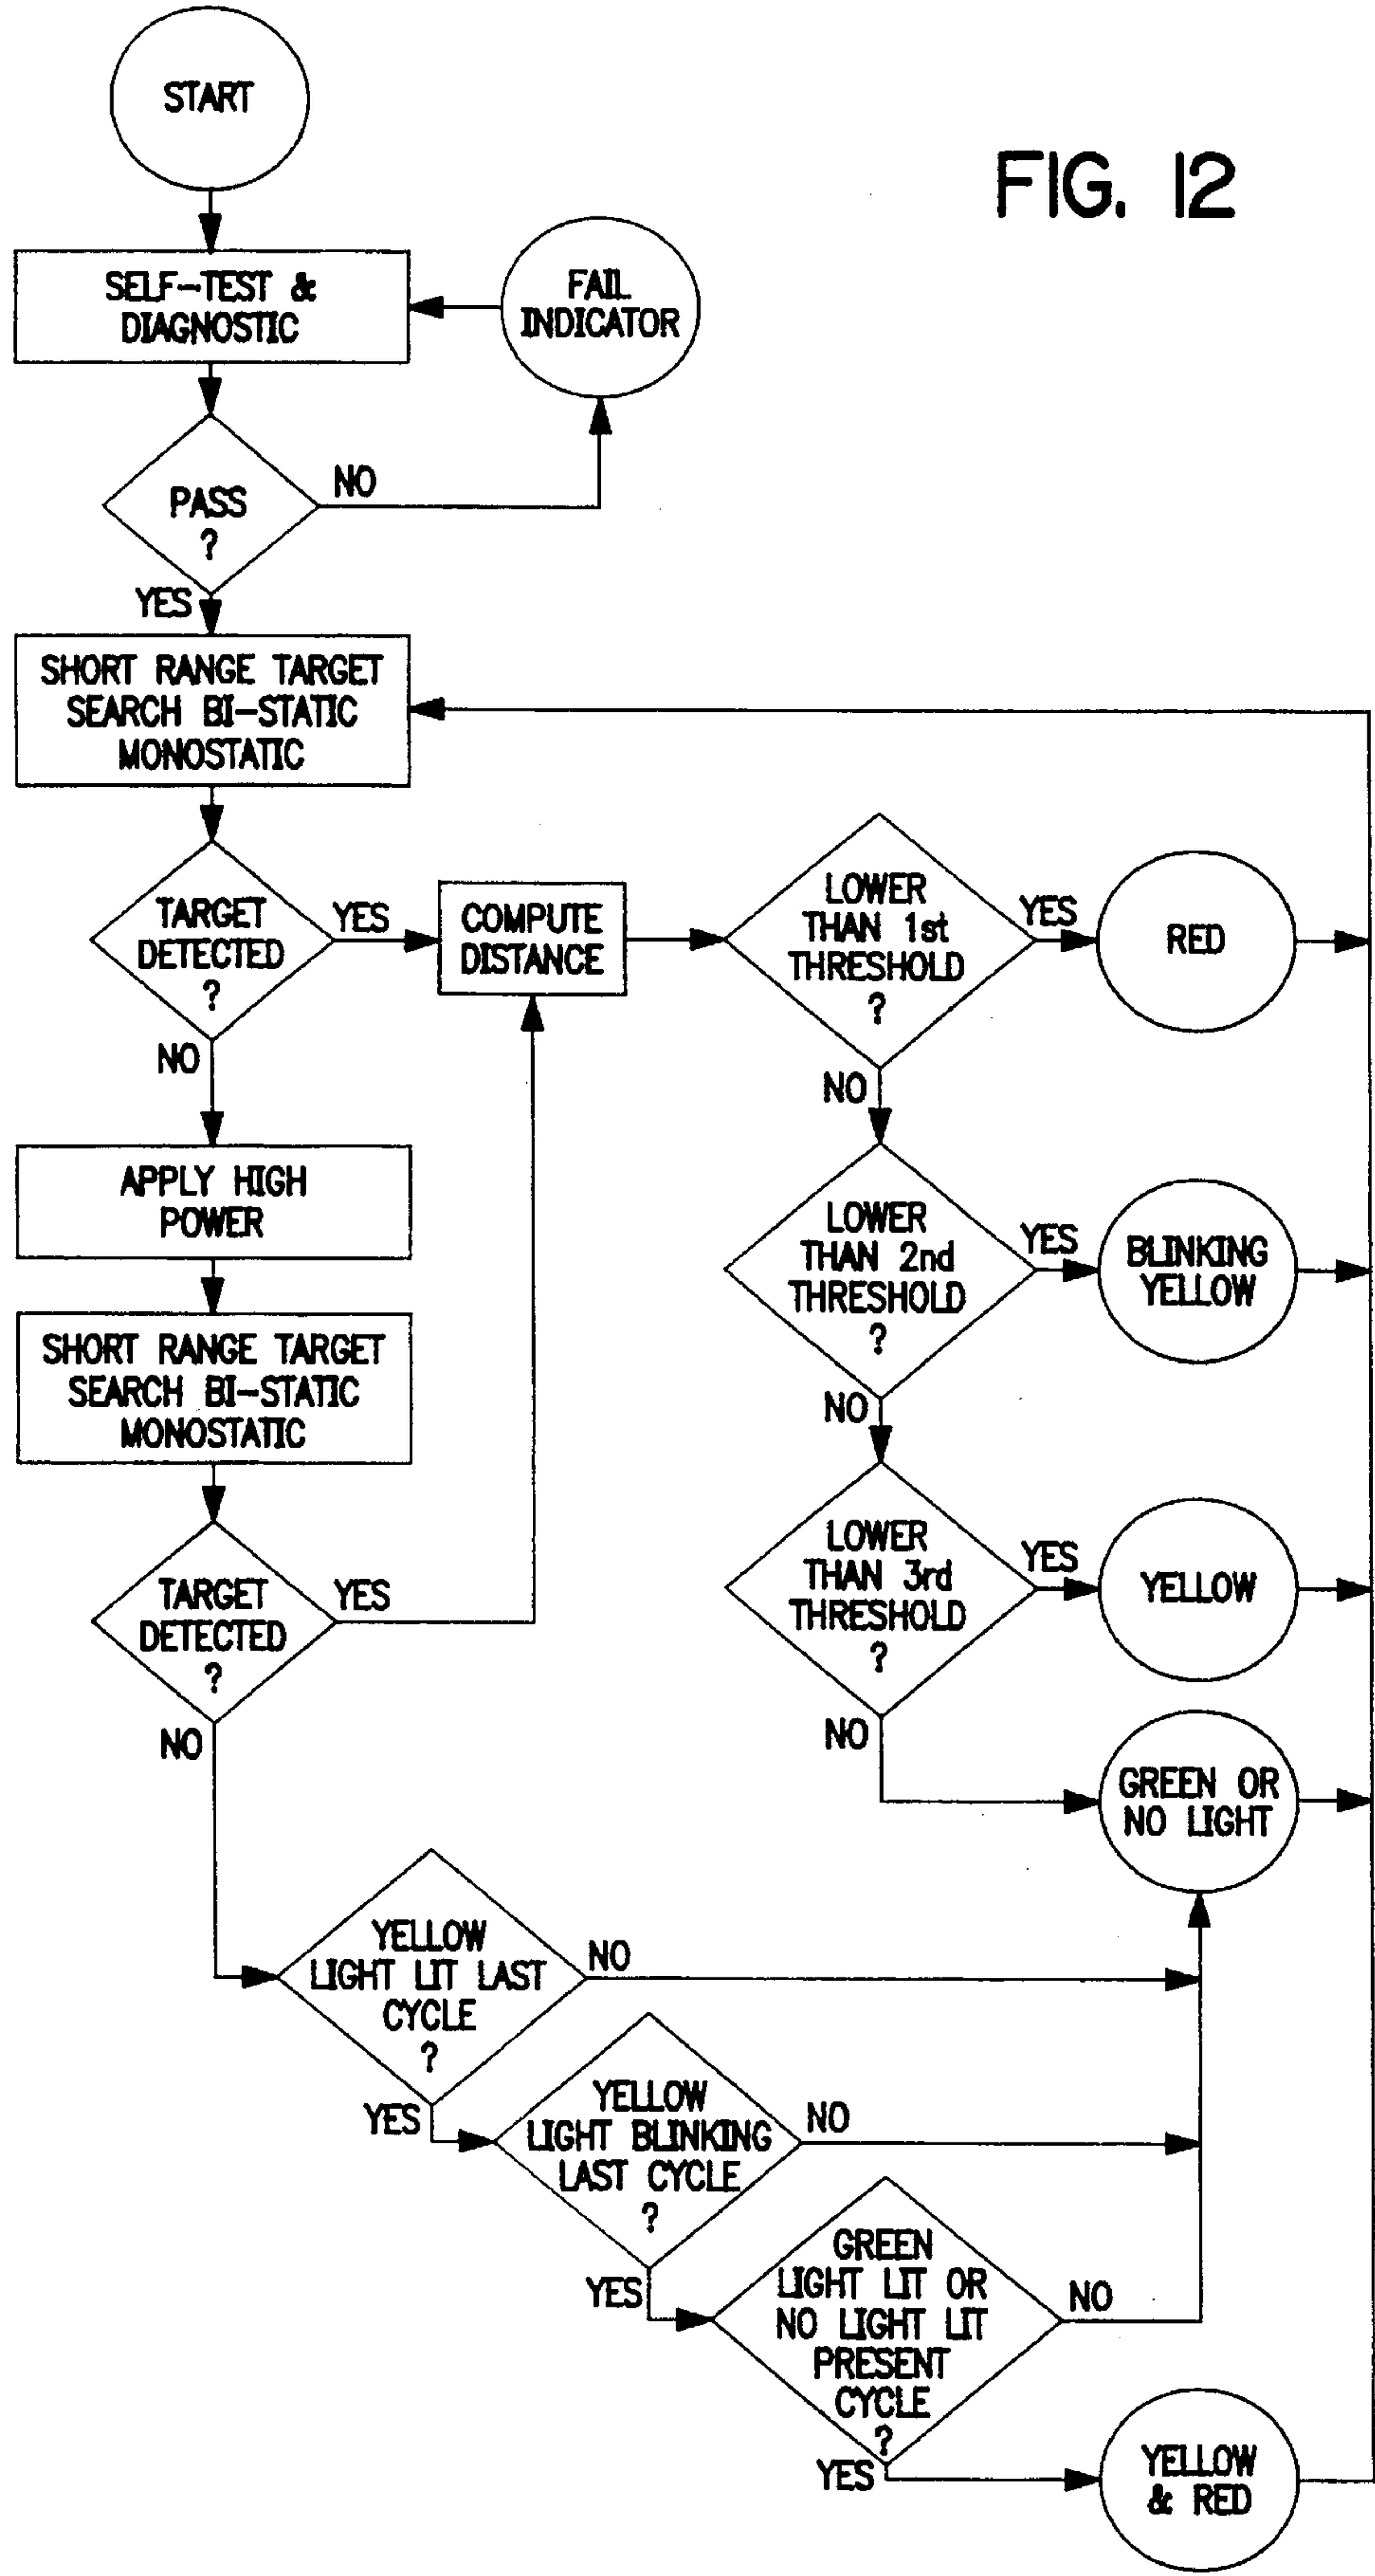 START
FIG. 12
SELF-TEST &
DIAGNOSTIC
FAIL
INDICATOR
PASS
?
NO
YES
SHORT RANGE TARGET
SEARCH BI-STATIC
MONOSTATIC
TARGET
DETECTED
?
YES
NO
COMPUTE
DISTANCE
LOWER
THAN 1st
THRESHOLD
?
YES
RED
NO
APPLY HIGH
POWER
LOWER
THAN 2nd
THRESHOLD
?
YES
BLINKING
YELLOW
NO
SHORT RANGE TARGET
SEARCH BI-STATIC
MONOSTATIC
TARGET
DETECTED
?
YES
NO
LOWER
THAN 3rd
THRESHOLD
?
YES
YELLOW
NO
GREEN OR
NO LIGHT
YELLOW
LIGHT LIT LAST
CYCLE
?
NO
YES
YELLOW
LIGHT BLINKING
LAST CYCLE
?
NO
YES
GREEN
LIGHT LIT OR
NO LIGHT LIT
PRESENT
CYCLE
?
NO
YES
YELLOW
& RED